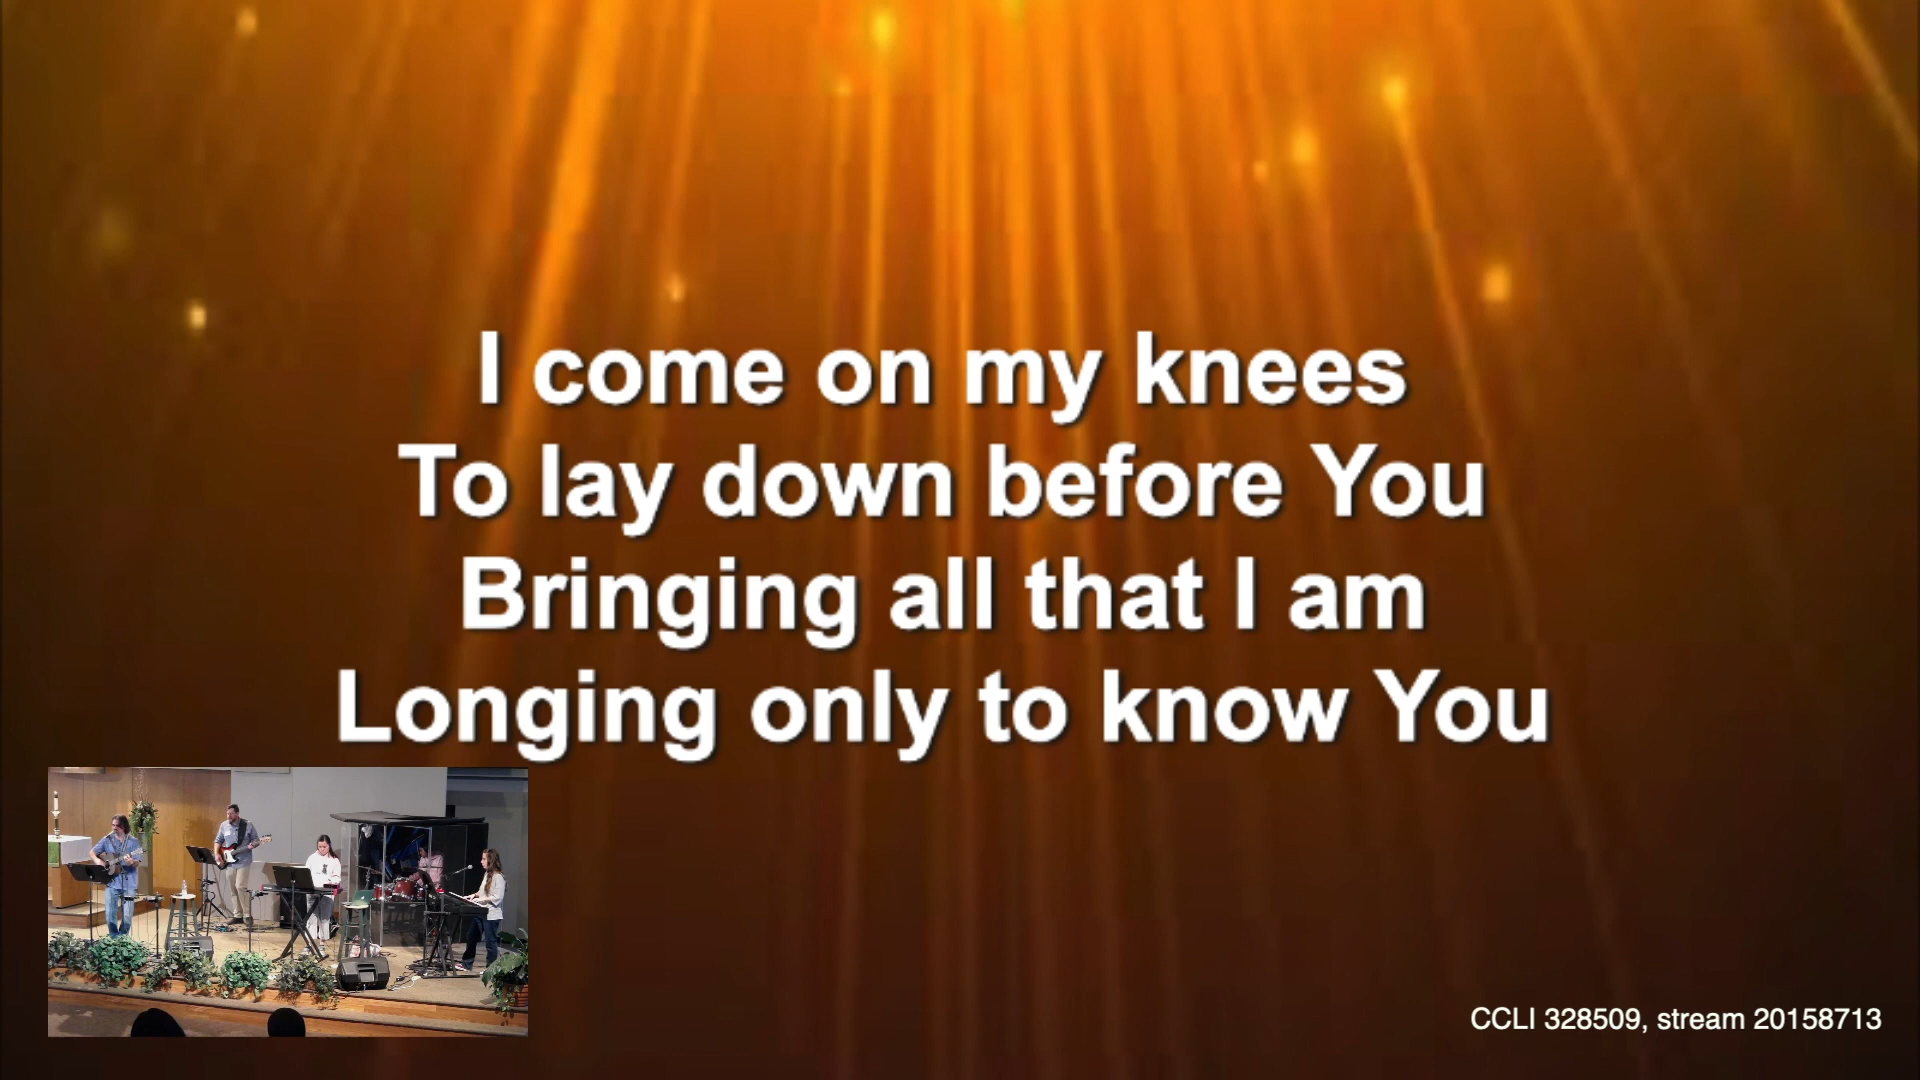 I come on my knees
To lay down before You
Bringing all that I am
Longing only to know You
CCLI 328509, stream 20158713